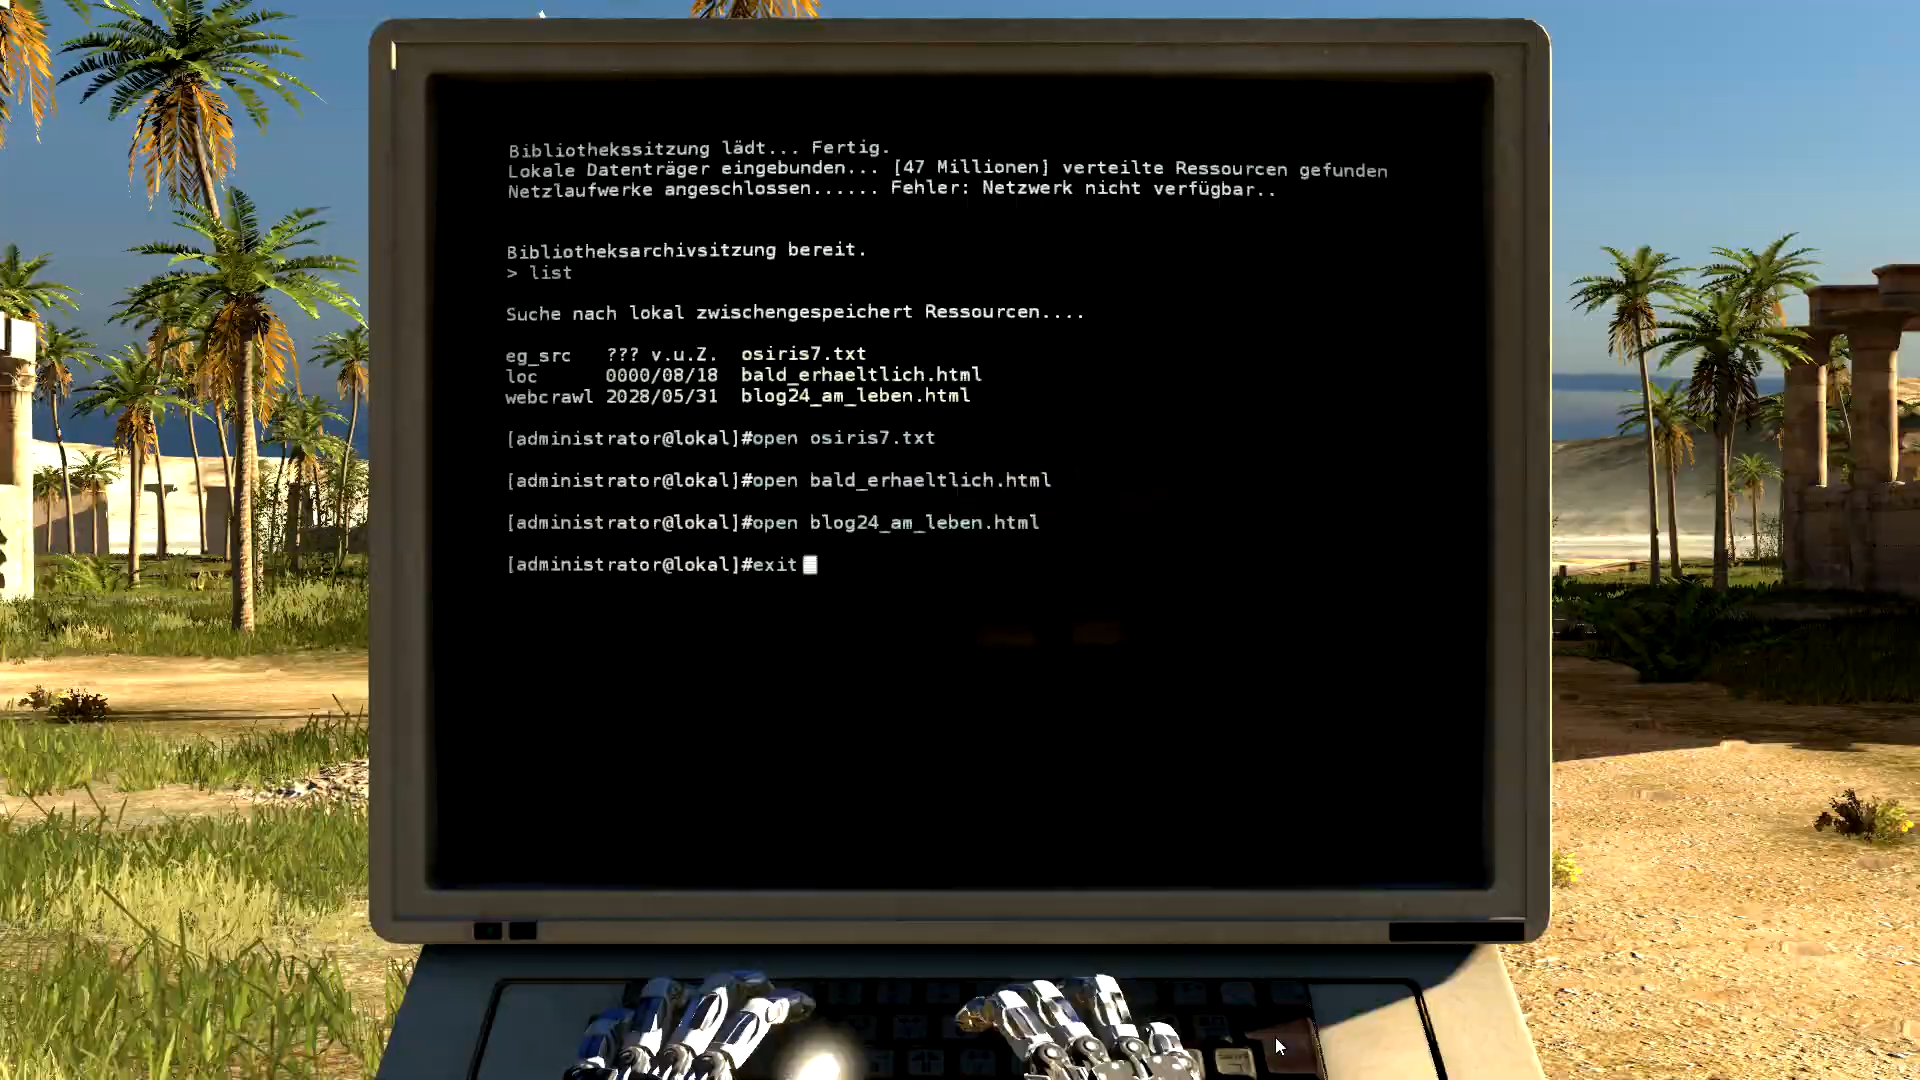 Bibliothekssitzung lädt... Fertig.
Lokale Datenträger eingebunden... [47 Millionen] verteilte Ressourcen gefunden
Netzlaufwerke angeschlossen...... Fehler: Netzwerk nicht verfügbar..
Bibliotheksarchivsitzung bereit.
> list
Suche nach lokal zwischengespeichert Ressourcen....
eg_src ??? v.u.Z. osiris7.txt
loc 0000/08/18 bald_erhaeltlich.html
webcrawl 2028/05/31 blog24_am_leben.html
[administrator@lokal]#open osiris7.txt
[administrator@lokal]#open bald_erhaeltlich.html
[administrator@lokal]#open blog24_am_leben.html
[administrator@lokal]#exit